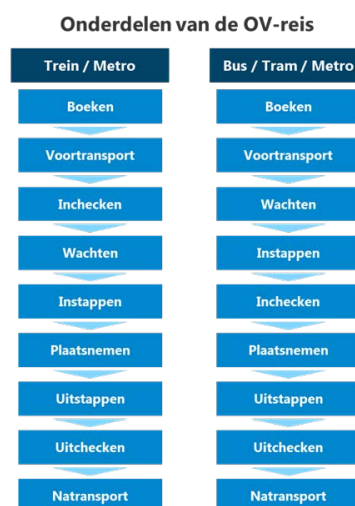 Onderdelen van de OV-reis
Trein / Metro
Boeken
Voortransport
Inchecken
Wachten
Instappen
Plaatsnemen
Uitstappen
Uitchecken
Natransport
Bus / Tram / Metro
Boeken
Voortransport
Wachten
Instappen
Inchecken
Plaatsnemen
Uitstappen
Uitchecken
Natransport